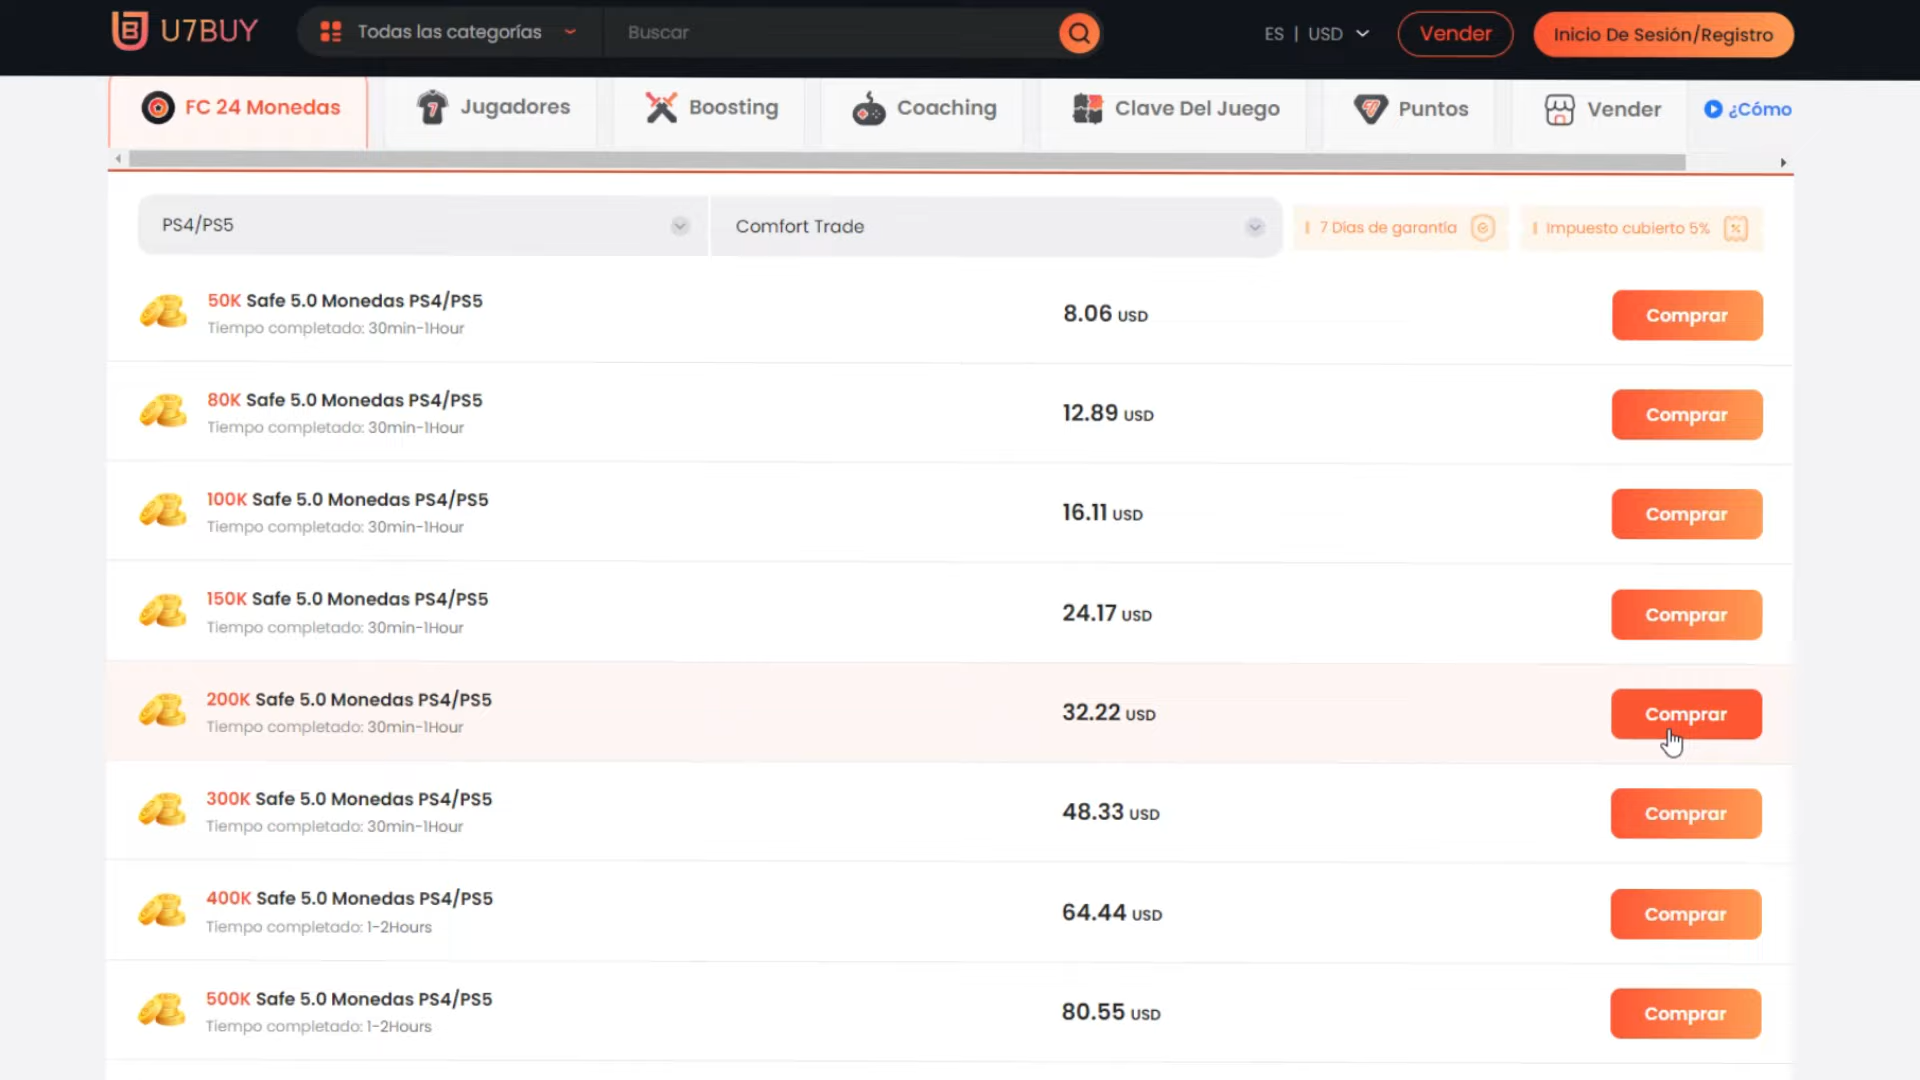 U7BUY
Todas las categorías
Buscar
ES | USD
Vender
Inicio De Sesión/Registro
FC 24 Monedas
7
Jugadores
Boosting
Coaching
Clave Del Juego
Puntos
Vender
¿Cómo
PS4/PS5
Comfort Trade
7 Días de garantía
Impuesto cubierto 5%
50K Safe 5.0 Monedas PS4/PS5
Tiempo completado: 30min-1Hour
8.06 USD
Comprar
80K Safe 5.0 Monedas PS4/PS5
Tiempo completado: 30min-1Hour
12.89 USD
Comprar
100K Safe 5.0 Monedas PS4/PS5
Tiempo completado: 30min-1Hour
16.11 USD
Comprar
150K Safe 5.0 Monedas PS4/PS5
Tiempo completado: 30min-1Hour
24.17 USD
Comprar
200K Safe 5.0 Monedas PS4/PS5
Tiempo completado: 30min-1Hour
32.22 USD
Comprar
300K Safe 5.0 Monedas PS4/PS5
Tiempo completado: 30min-1Hour
48.33 USD
Comprar
400K Safe 5.0 Monedas PS4/PS5
Tiempo completado: 1-2Hours
64.44 USD
Comprar
500K Safe 5.0 Monedas PS4/PS5
Tiempo completado: 1-2Hours
80.55 USD
Comprar